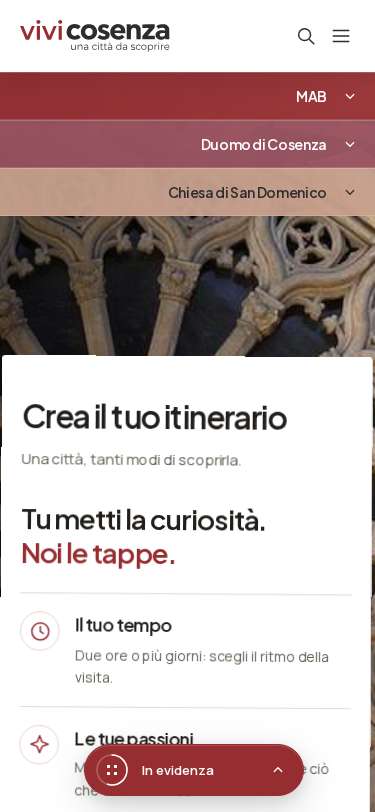 vivicosenza
una città da scoprire
MAB
Duomo di Cosenza
Chiesa di San Domenico
Crea il tuo itinerario
Una città, tanti modi di scoprirla.
Tu metti la curiosità.
Noi le tappe.
Il tuo tempo
Due ore o più giorni: scegli il ritmo della
visita.
Le tue passioni
ciò
In evidenza